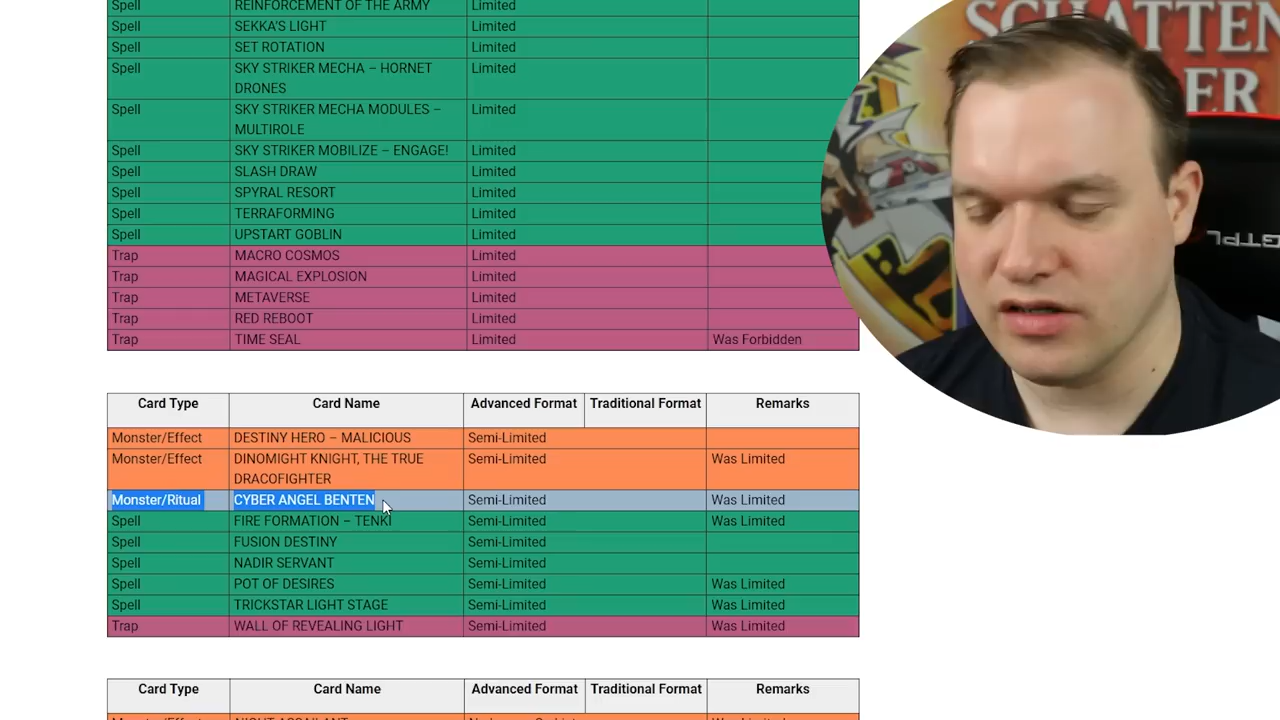 Spell REINFORCEMENT OF THE ARMY Limited
Spell SEKKA'S LIGHT Limited
Spell SET ROTATION Limited
Spell SKY STRIKER MECHA – HORNET Limited
DRONES
Spell SKY STRIKER MECHA MODULES – Limited
MULTIROLE
Spell SKY STRIKER MOBILIZE – ENGAGE! Limited
Spell SLASH DRAW Limited
Spell SPYRAL RESORT Limited
Spell TERRAFORMING Limited
Spell UPSTART GOBLIN Limited
Trap MACRO COSMOS Limited
Trap MAGICAL EXPLOSION Limited
Trap METAVERSE Limited
Trap RED REBOOT Limited
Trap TIME SEAL Limited Was Forbidden
Card Type Card Name Advanced Format Traditional Format Remarks
Monster/Effect DESTINY HERO – MALICIOUS Semi-Limited
Monster/Effect DINOMIGHT KNIGHT, THE TRUE Semi-Limited Was Limited
DRACOFIGHTER
Monster/Ritual CYBER ANGEL BENTEN Semi-Limited Was Limited
Spell FIRE FORMATION – TENKI Semi-Limited Was Limited
Spell FUSION DESTINY Semi-Limited
Spell NADIR SERVANT Semi-Limited
Spell POT OF DESIRES Semi-Limited Was Limited
Spell TRICKSTAR LIGHT STAGE Semi-Limited Was Limited
Trap WALL OF REVEALING LIGHT Semi-Limited Was Limited
Card Type Card Name Advanced Format Traditional Format Remarks
Monster/Effect NIGHT ASSAILANT
SCHATTEN
ER
GTPL